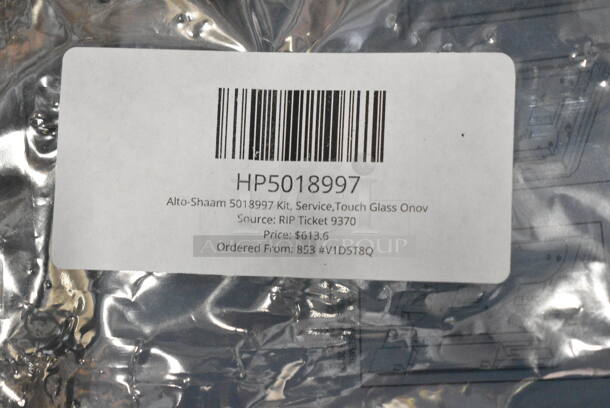 HP5018997
Alto-Shaam 5018997 Kit, Service,Touch Glass Onov
Source: RIP Ticket 9370
Price: $613.6
Ordered From: 853 #V1D5T8Q